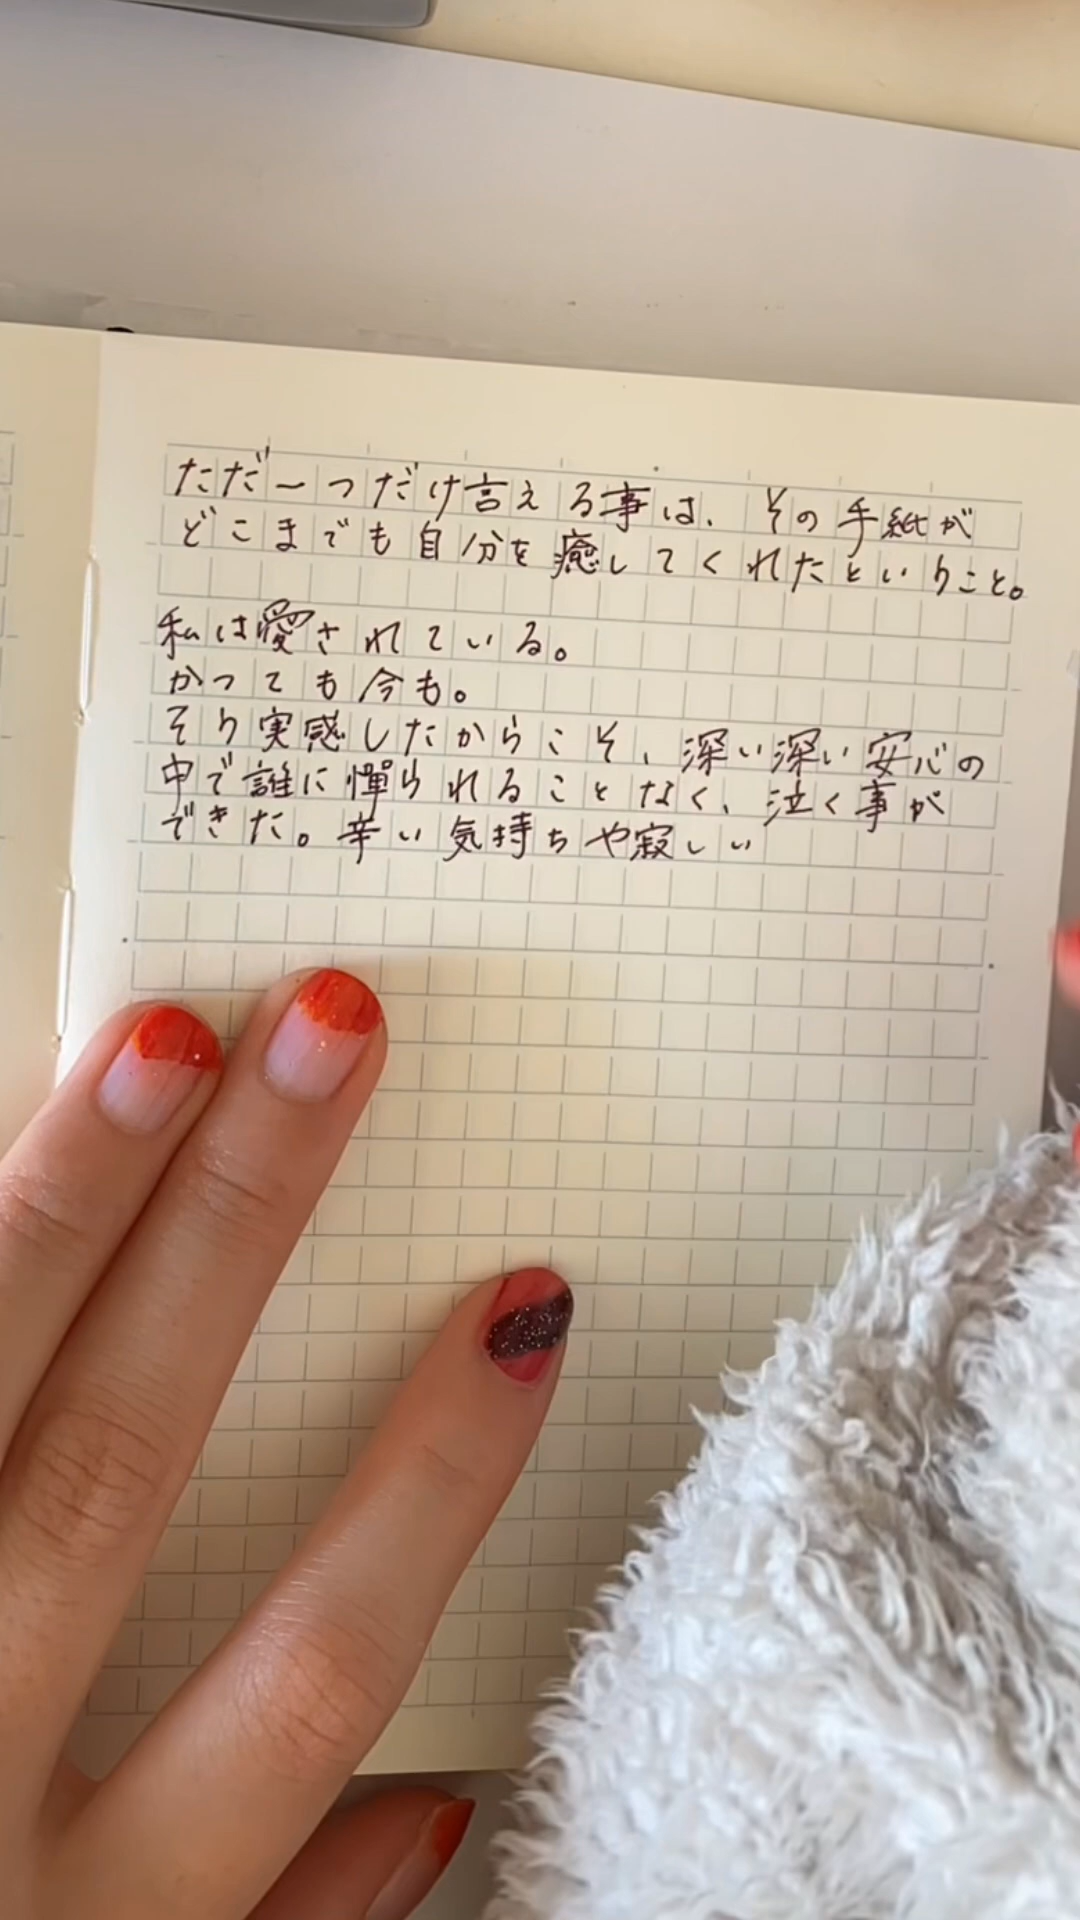 ただ一つだけ言える事は、その手紙が
どこまでも自分を癒してくれたということ。
私は愛されている。
かつても今も。
そう実感したからこそ、深い深い安心の
中で誰に憚られることなく、泣く事が
できた。辛い気持ちや寂しい